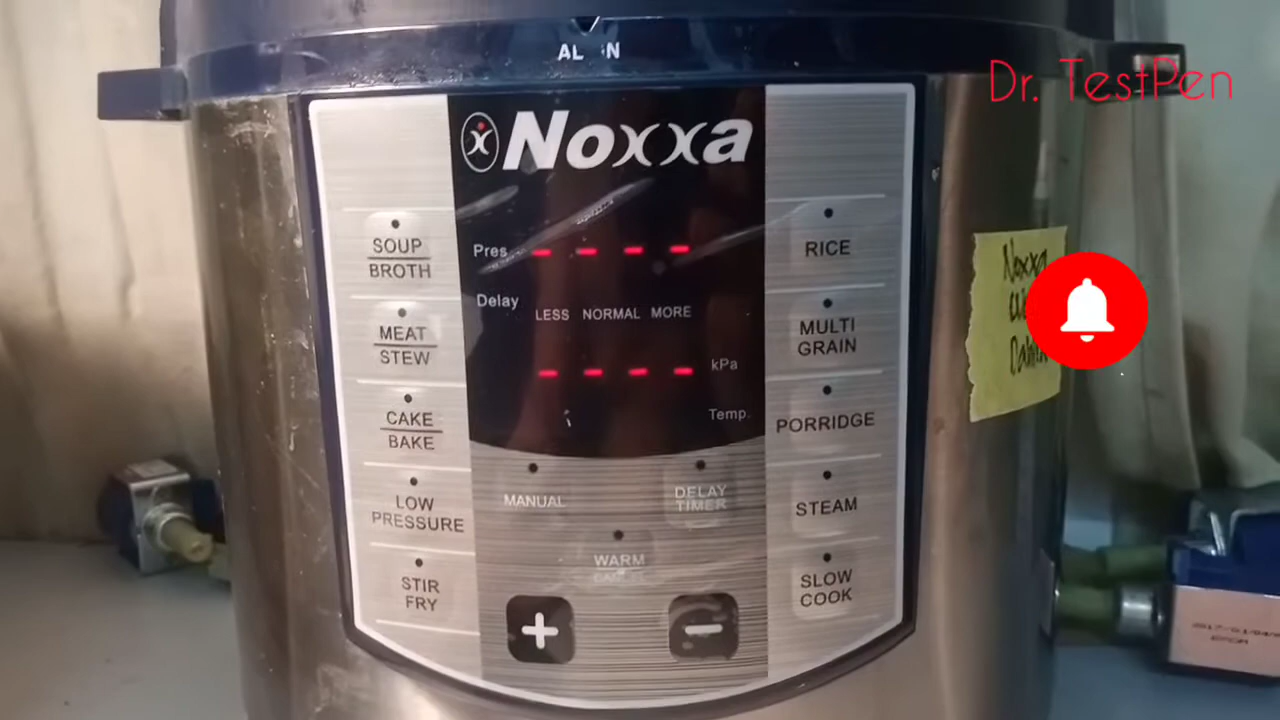 AL N
Dr. TestPen
Noxxa
SOUP
BROTH
MEAT
STEW
CAKE
BAKE
LOW
PRESSURE
STIR
FRY
Pres
Delay
LESS NORMAL MORE
kPa
Temp.
MANUAL
DELAY
TIMER
WARM
+
-
RICE
MULTI
GRAIN
PORRIDGE
STEAM
SLOW
COOK
Noxxa